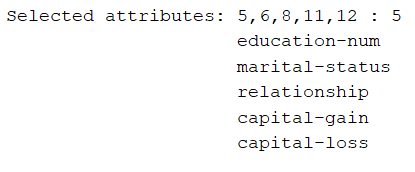 Selected attributes: 5,6,8,11,12 : 5
education-num
marital-status
relationship
capital-gain
capital-loss